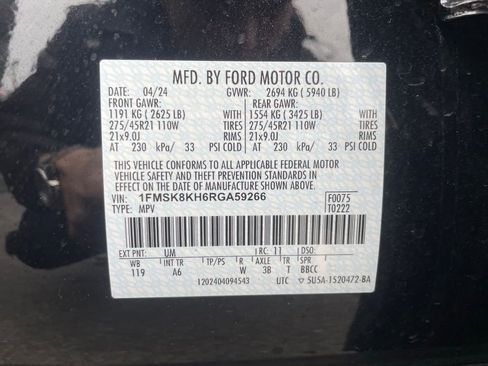 MFD. BY FORD MOTOR CO.
DATE: 04/24 GVWR: 2694 KG ( 5940 LB)
FRONT GAWR: REAR GAWR:
1191 KG ( 2625 LB) WITH 1554 KG ( 3425 LB) WITH
275/45R21 110W TIRES 275/45R21 110W TIRES
21x9.0J RIMS 21x9.0J RIMS
AT 230 kPa/ 33 PSI COLD AT 230 kPa/ 33 PSI COLD
THIS VEHICLE CONFORMS TO ALL APPLICABLE FEDERAL MOTOR
VEHICLE SAFETY AND THEFT PREVENTION STANDARDS IN
EFFECT ON THE DATE OF MANUFACTURE SHOWN ABOVE.
VIN: 1FMSK8KH6RGA59266 F0075
TYPE: MPV T0222
EXT PNT: UM RC: 11 DSO:
WB INT TR TP/PS R AXLE TR SPR
119 A6 W 3B T BBCC
1202404094543 UTC 5U5A-1520472-BA